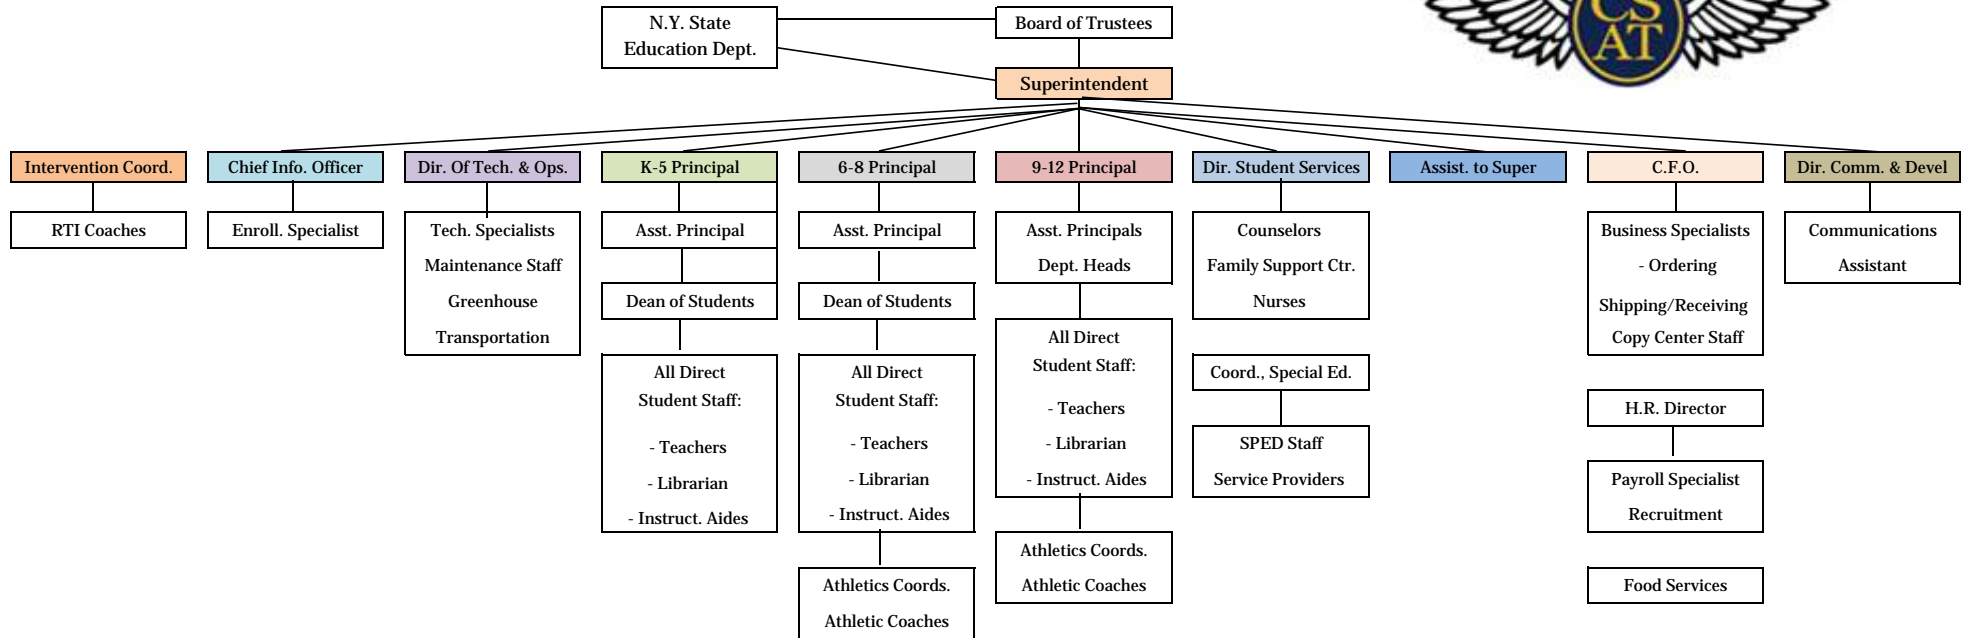 CS
AT
N.Y. State
Education Dept.
Board of Trustees
Superintendent
Intervention Coord.
Chief Info. Officer
Dir. Of Tech. & Ops.
K-5 Principal
6-8 Principal
9-12 Principal
Dir. Student Services
Assist. to Super
C.F.O.
Dir. Comm. & Devel
RTI Coaches
Enroll. Specialist
Tech. Specialists
Maintenance Staff
Greenhouse
Transportation
Asst. Principal
Dean of Students
All Direct
Student Staff:
- Teachers
- Librarian
- Instruct. Aides
Asst. Principal
Dean of Students
All Direct
Student Staff:
- Teachers
- Librarian
- Instruct. Aides
Athletics Coords.
Athletic Coaches
Asst. Principals
Dept. Heads
All Direct
Student Staff:
- Teachers
- Librarian
- Instruct. Aides
Athletics Coords.
Athletic Coaches
Counselors
Family Support Ctr.
Nurses
Coord., Special Ed.
SPED Staff
Service Providers
Business Specialists
- Ordering
Shipping/Receiving
Copy Center Staff
H.R. Director
Payroll Specialist
Recruitment
Food Services
Communications
Assistant